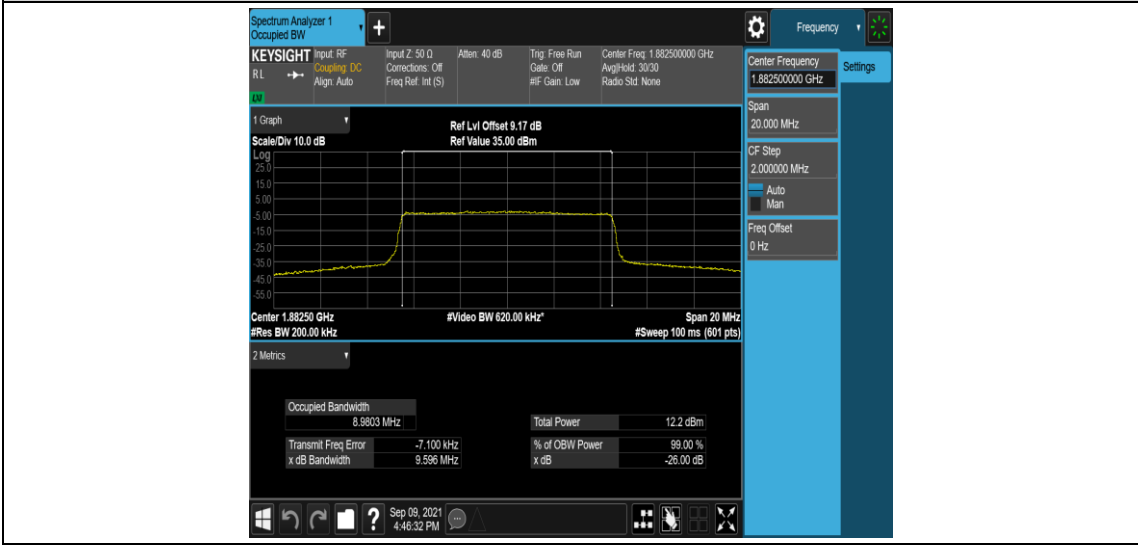 Spectrum Analyzer 1
Occupied BW
+
Frequency
KEYSIGHT
RL
LM
Input: RF
Coupling: DC
Align: Auto
Input Z: 50 Ω
Corrections: Off
Freq Ref: Int (S)
Atten: 40 dB
Trig: Free Run
Gate: Off
#IF Gain: Low
Center Freq: 1.882500000 GHz
Avg|Hold: 30/30
Radio Std: None
Center Frequency
1.882500000 GHz
Settings
Span
20.000 MHz
CF Step
2.000000 MHz
Auto
Man
Freq Offset
0 Hz
1 Graph
Scale/Div 10.0 dB
Ref Lvl Offset 9.17 dB
Ref Value 35.00 dBm
Log
25.0
15.0
5.00
-5.00
-15.0
-25.0
-35.0
-45.0
-55.0
Center 1.88250 GHz
#Res BW 200.00 kHz
#Video BW 620.00 kHz*
Span 20 MHz
#Sweep 100 ms (601 pts)
2 Metrics
Occupied Bandwidth
8.9803 MHz
Total Power 12.2 dBm
Transmit Freq Error -7.100 kHz
% of OBW Power 99.00 %
x dB Bandwidth 9.596 MHz
x dB -26.00 dB
?
Sep 09, 2021
4:46:32 PM